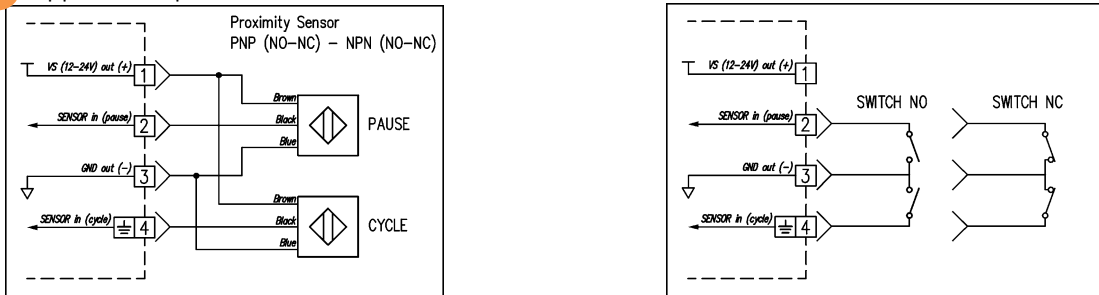 Proximity Sensor
PNP (NO-NC) - NPN (NO-NC)
VS (12-24V) out (+)
1
SENSOR in (pause)
2
GND out (-)
3
SENSOR in (cycle)
4
Brown
Black
Blue
PAUSE
Brown
Black
Blue
CYCLE
VS (12-24V) out (+)
1
SENSOR in (pause)
2
GND out (-)
3
SENSOR in (cycle)
4
SWITCH NO
SWITCH NC